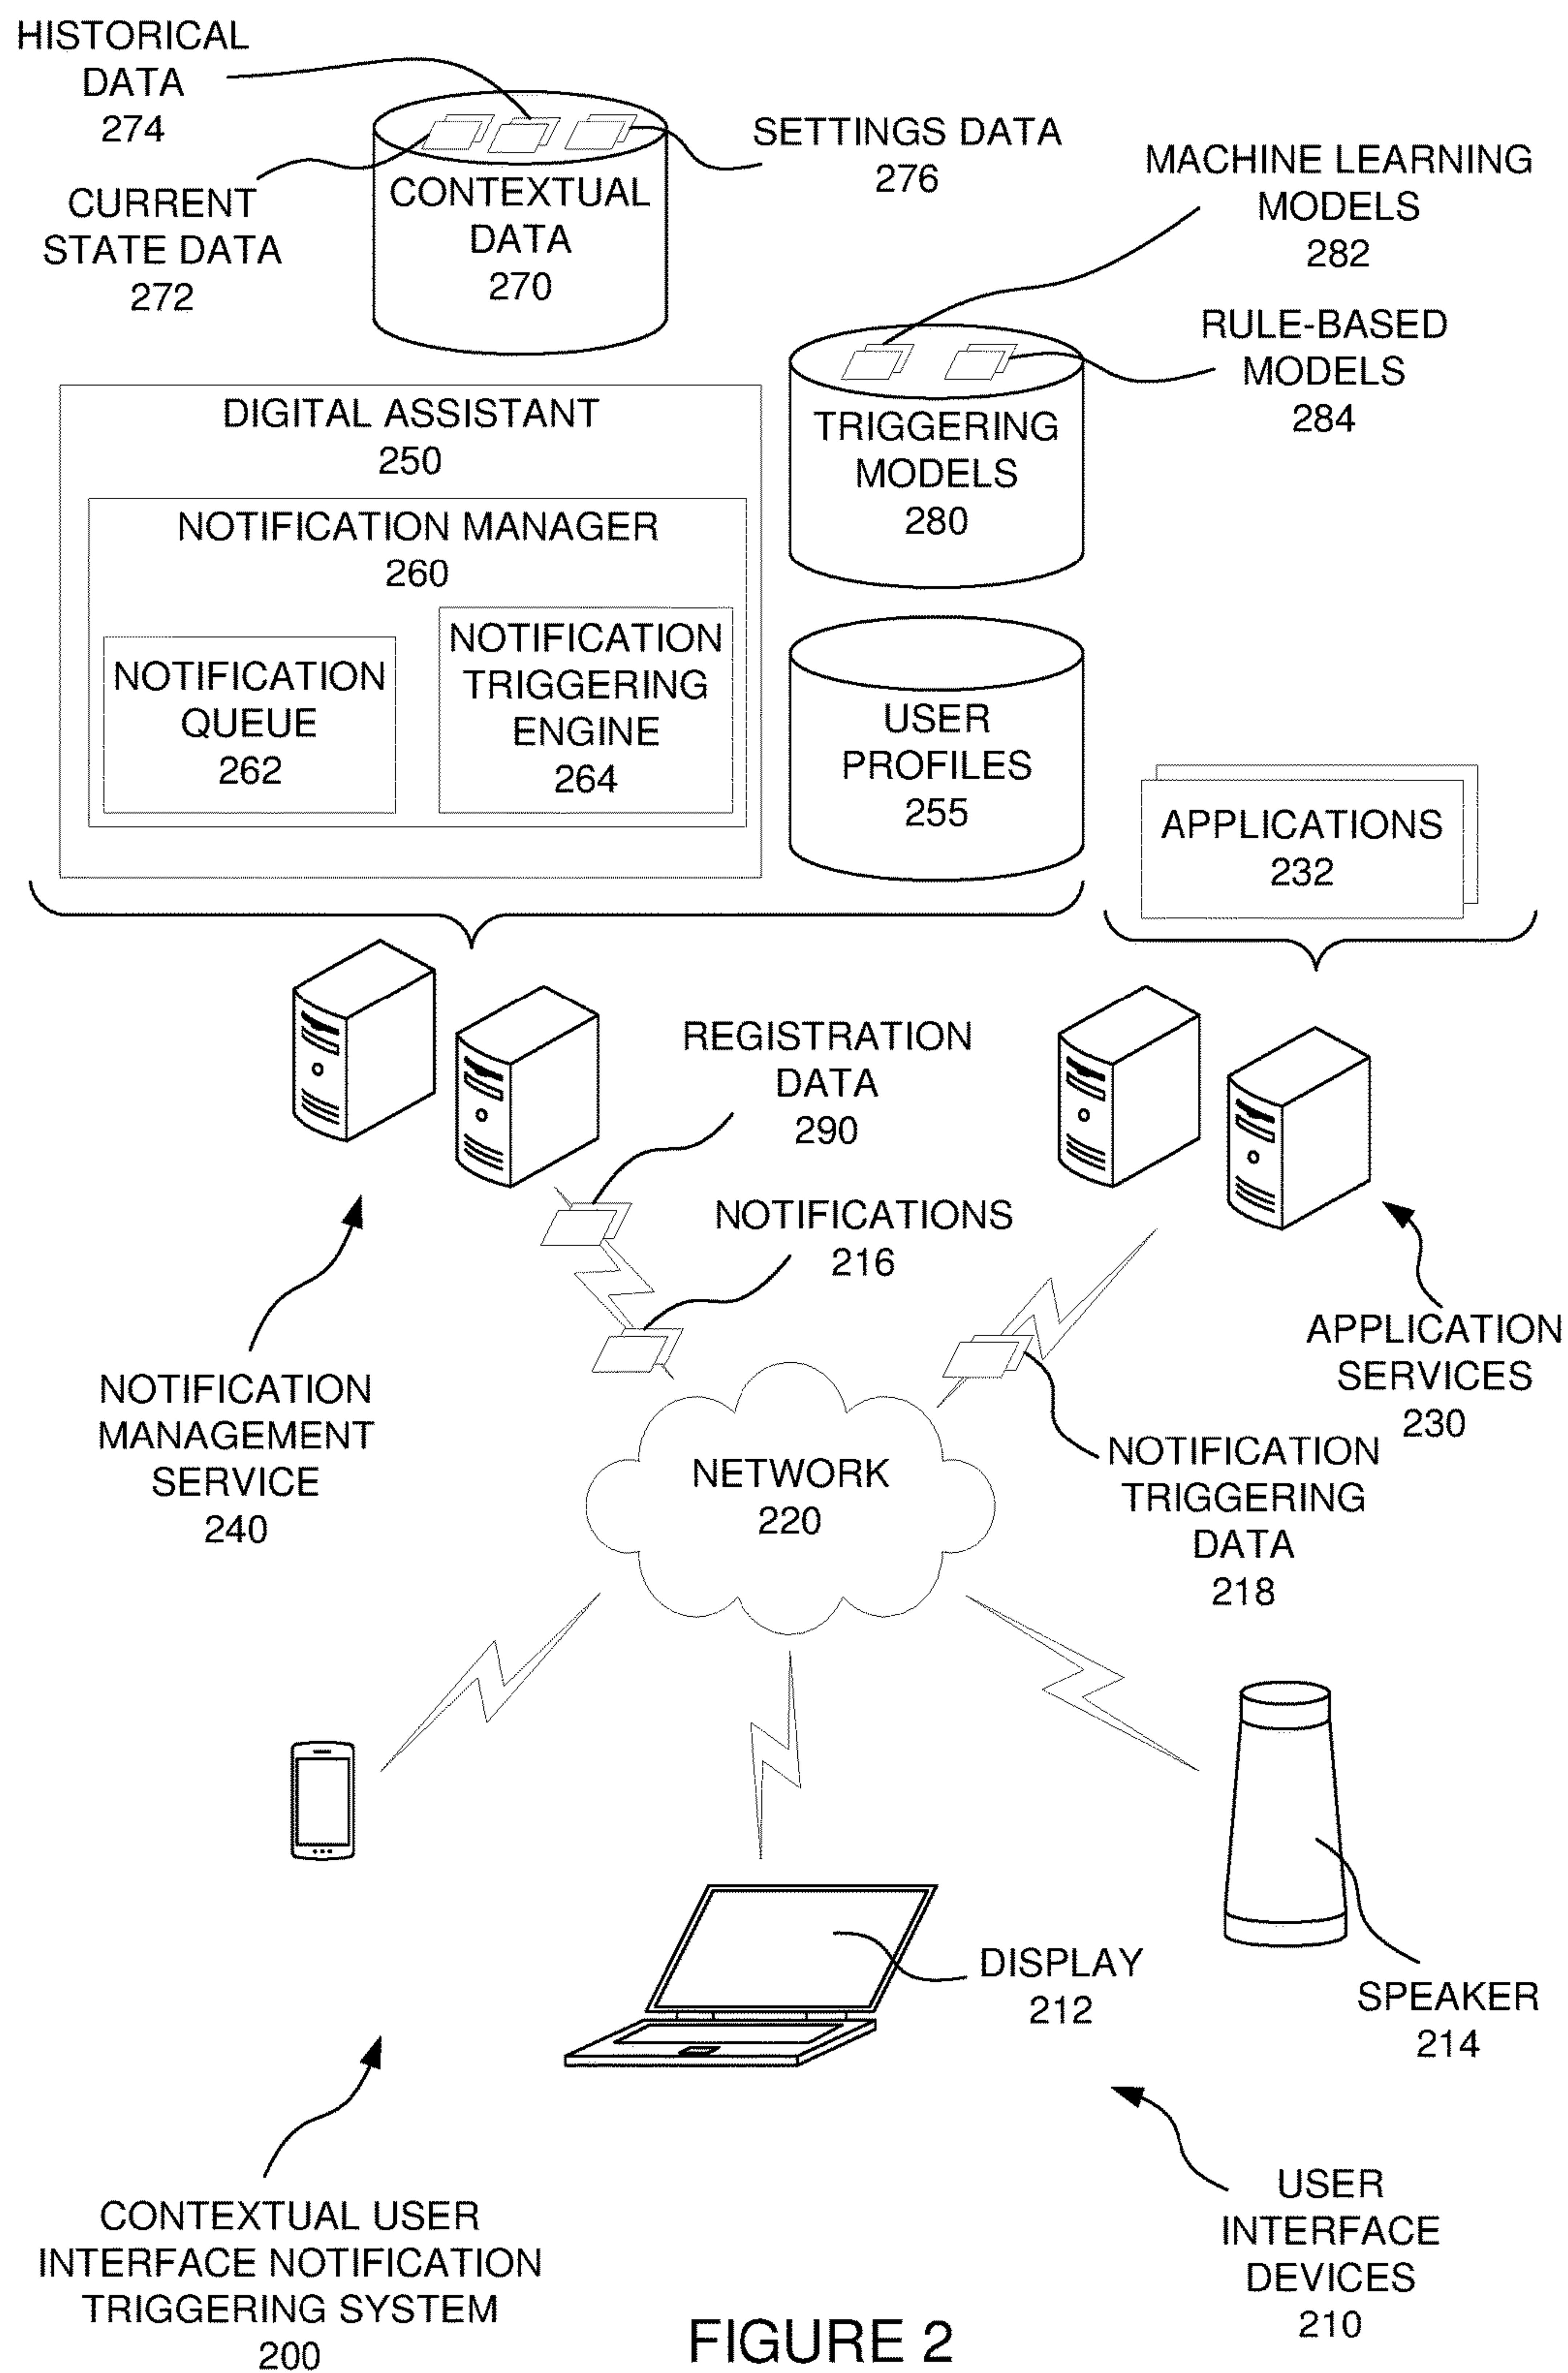 HISTORICAL
DATA
274
SETTINGS DATA
276
MACHINE LEARNING
MODELS
282
CURRENT
STATE DATA
272
CONTEXTUAL
DATA
270
RULE-BASED
MODELS
284
DIGITAL ASSISTANT
250
TRIGGERING
MODELS
280
NOTIFICATION MANAGER
260
NOTIFICATION
QUEUE
262
NOTIFICATION
TRIGGERING
ENGINE
264
USER
PROFILES
255
APPLICATIONS
232
REGISTRATION
DATA
290
NOTIFICATIONS
216
APPLICATION
SERVICES
230
NOTIFICATION
MANAGEMENT
SERVICE
240
NETWORK
220
NOTIFICATION
TRIGGERING
DATA
218
DISPLAY
212
SPEAKER
214
CONTEXTUAL USER
INTERFACE NOTIFICATION
TRIGGERING SYSTEM
200
USER
INTERFACE
DEVICES
210
FIGURE 2